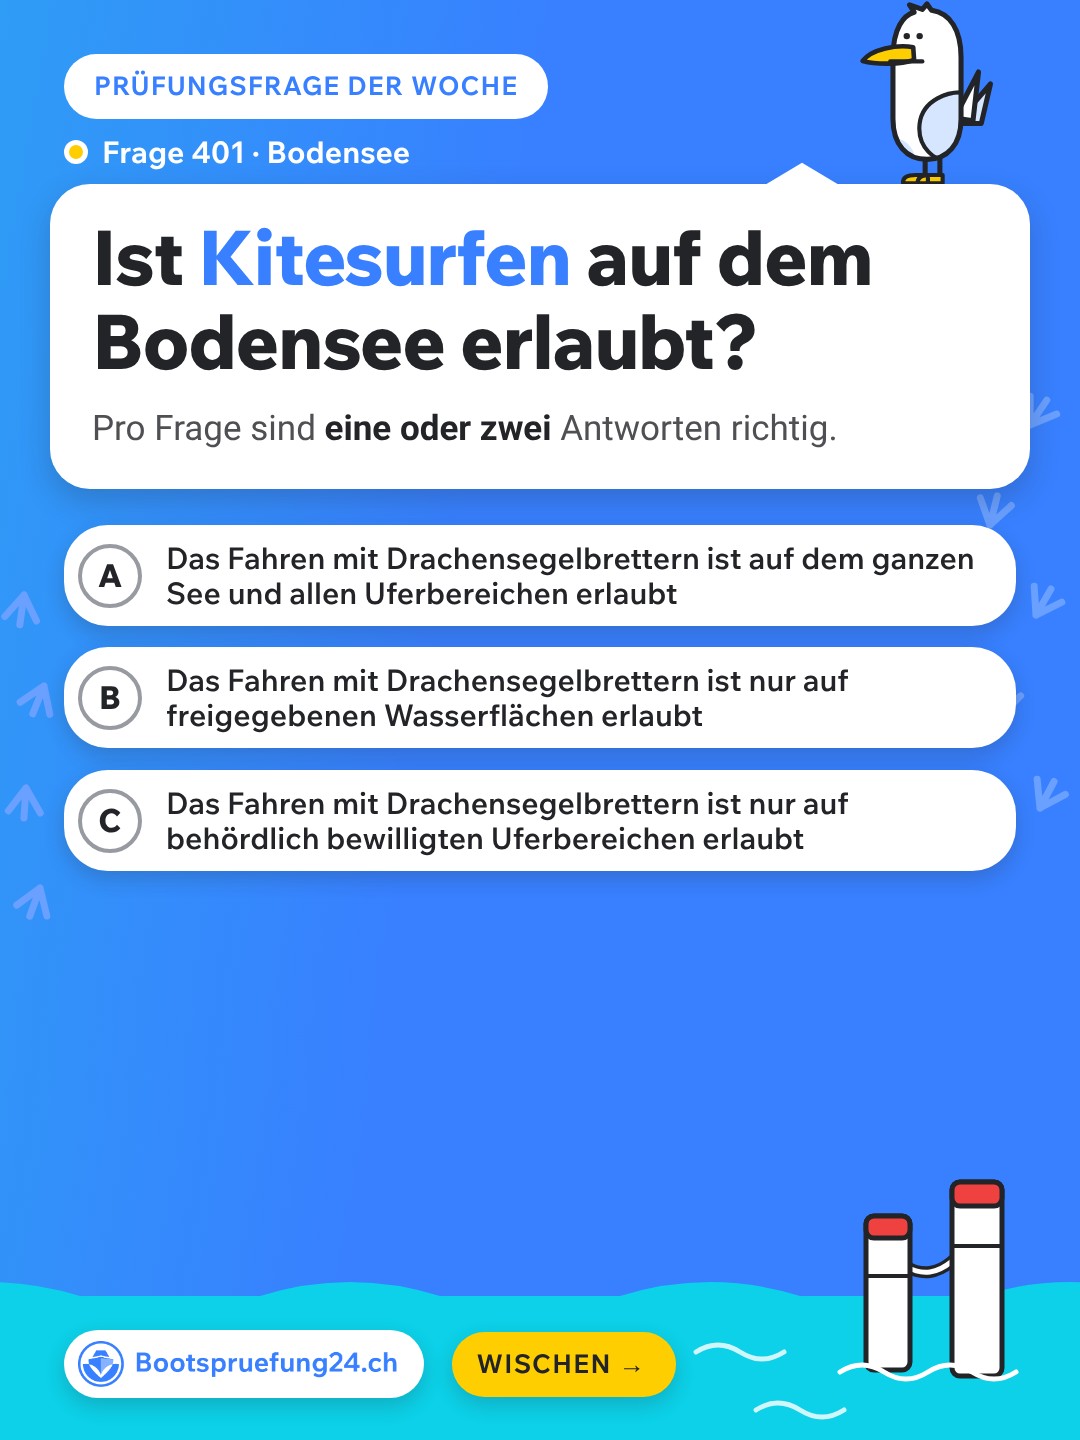 PRÜFUNGSFRAGE DER WOCHE
Frage 401 · Bodensee
Ist Kitesurfen auf dem
Bodensee erlaubt?
Pro Frage sind eine oder zwei Antworten richtig.
A
Das Fahren mit Drachensegelbrettern ist auf dem ganzen
See und allen Uferbereichen erlaubt
B
Das Fahren mit Drachensegelbrettern ist nur auf
freigegebenen Wasserflächen erlaubt
C
Das Fahren mit Drachensegelbrettern ist nur auf
behördlich bewilligten Uferbereichen erlaubt
Bootspruefung24.ch
WISCHEN →